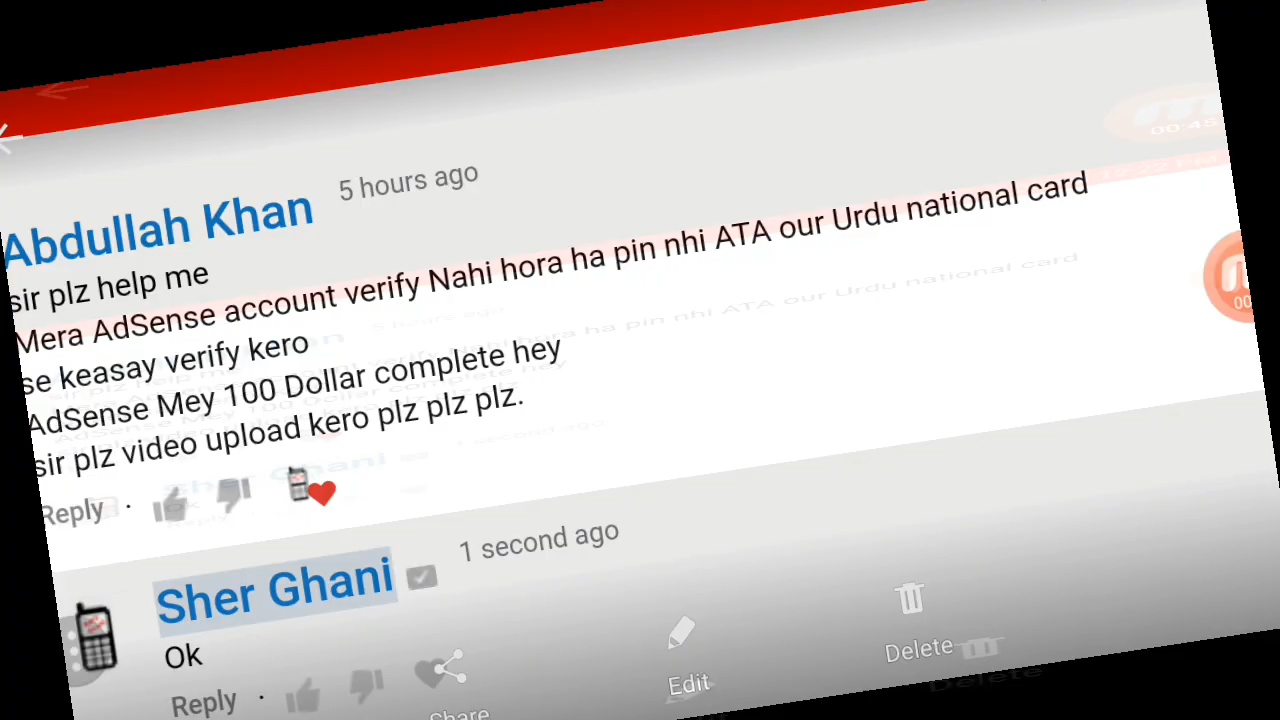 Abdullah Khan 5 hours ago
sir plz help me
Mera AdSense account verify Nahi hora ha pin nhi ATA our Urdu national card
se keasay verify kero
AdSense Mey 100 Dollar complete hey
sir plz video upload kero plz plz plz.
Reply ·
Sher Ghani 1 second ago
Ok
Reply ·
Share
Edit
Delete